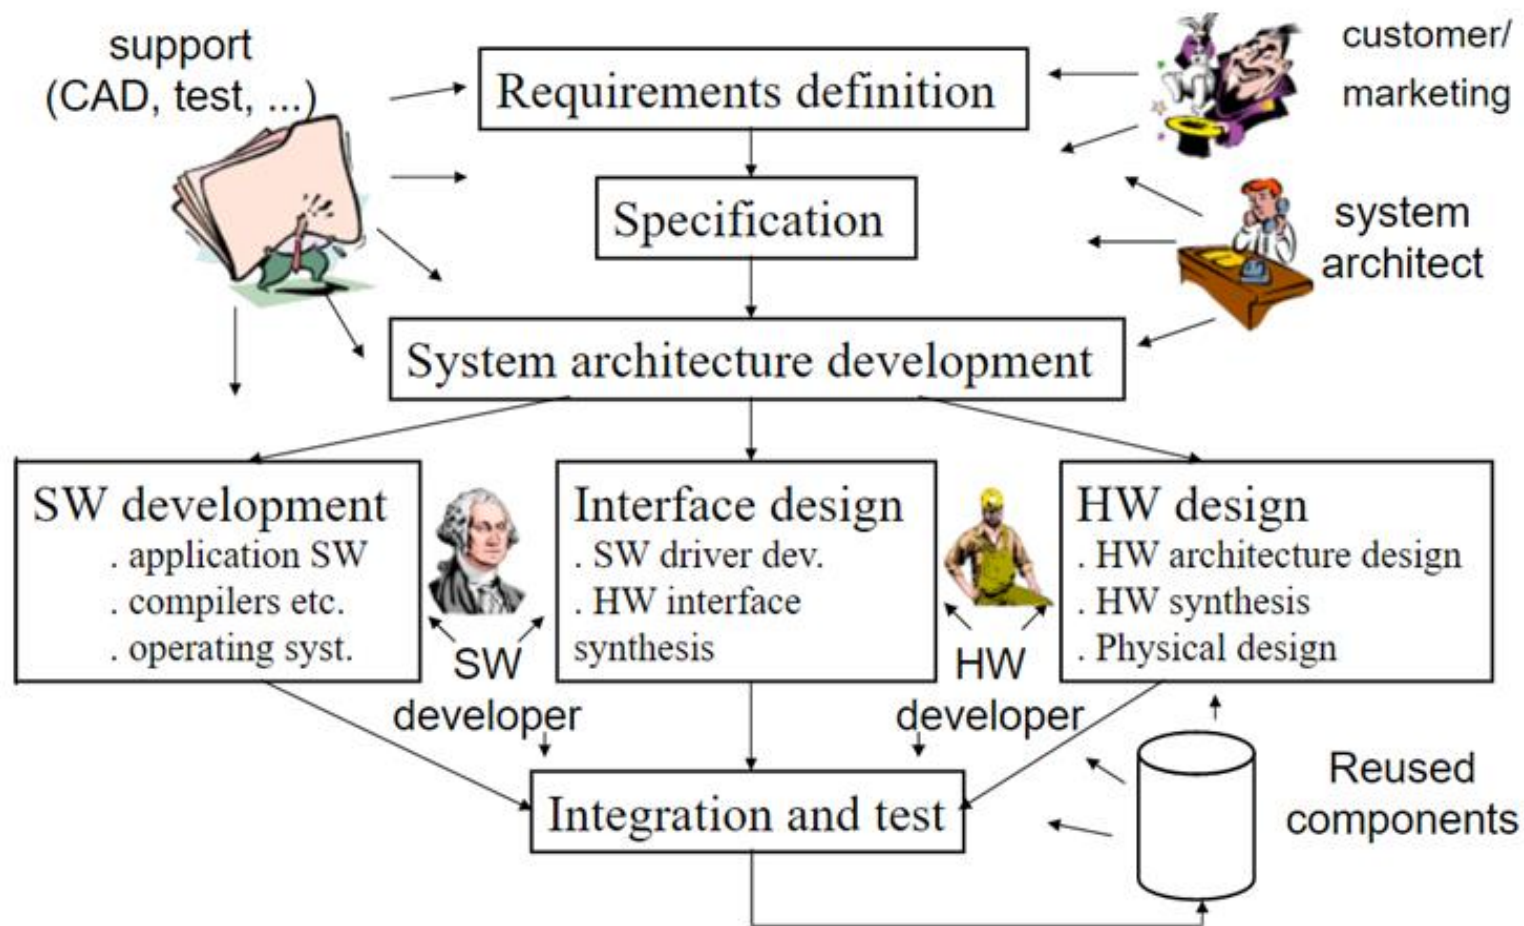 support
(CAD, test, ...)
customer/
marketing
Requirements definition
Specification
system
architect
System architecture development
SW development
. application SW
. compilers etc.
. operating syst.
SW
developer
Interface design
. SW driver dev.
. HW interface
synthesis
HW
developer
HW design
. HW architecture design
. HW synthesis
. Physical design
Integration and test
Reused
components